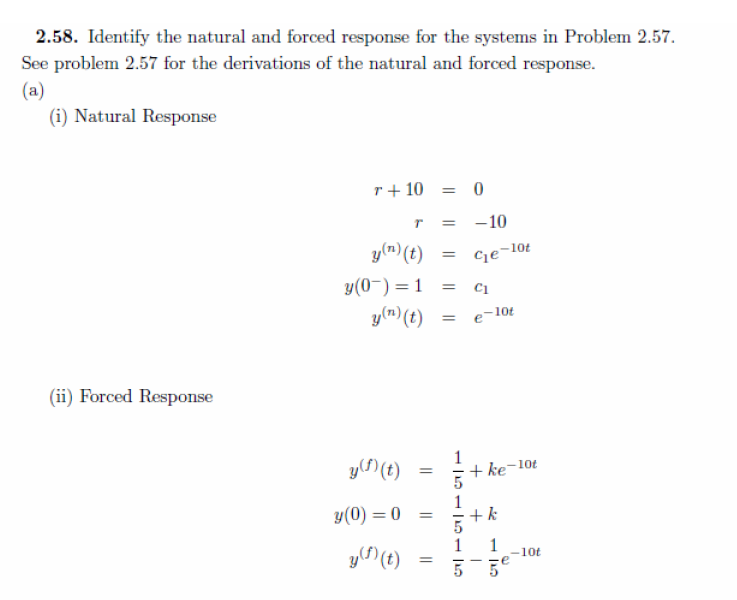 2.58. Identify the natural and forced response for the systems in Problem 2.57.
See problem 2.57 for the derivations of the natural and forced response.
(a)
(i) Natural Response
r + 10 = 0
r = −10
y⁽ⁿ⁾(t) = c₁e⁻¹⁰ᵗ
y(0⁻) = 1 = c₁
y⁽ⁿ⁾(t) = e⁻¹⁰ᵗ
(ii) Forced Response
y⁽ᶠ⁾(t) = 1/5 + ke⁻¹⁰ᵗ
y(0) = 0 = 1/5 + k
y⁽ᶠ⁾(t) = 1/5 − 1/5 e⁻¹⁰ᵗ